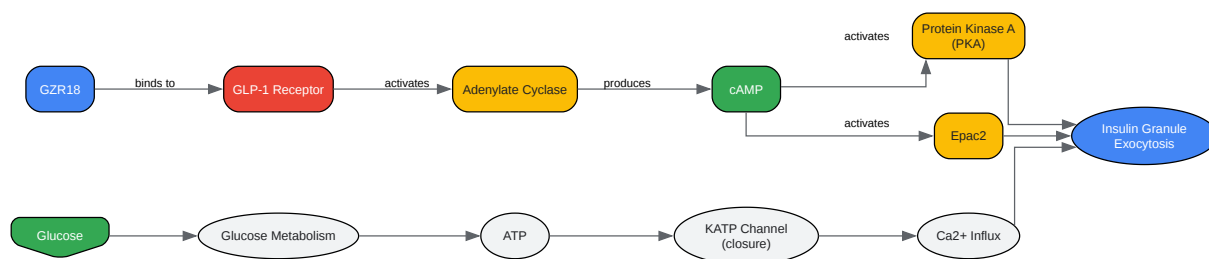 activates
Protein Kinase A
(PKA)
GZR18
binds to
GLP-1 Receptor
activates
Adenylate Cyclase
produces
cAMP
activates
Epac2
Insulin Granule
Exocytosis
Glucose
Glucose Metabolism
ATP
KATP Channel
(closure)
Ca2+ Influx